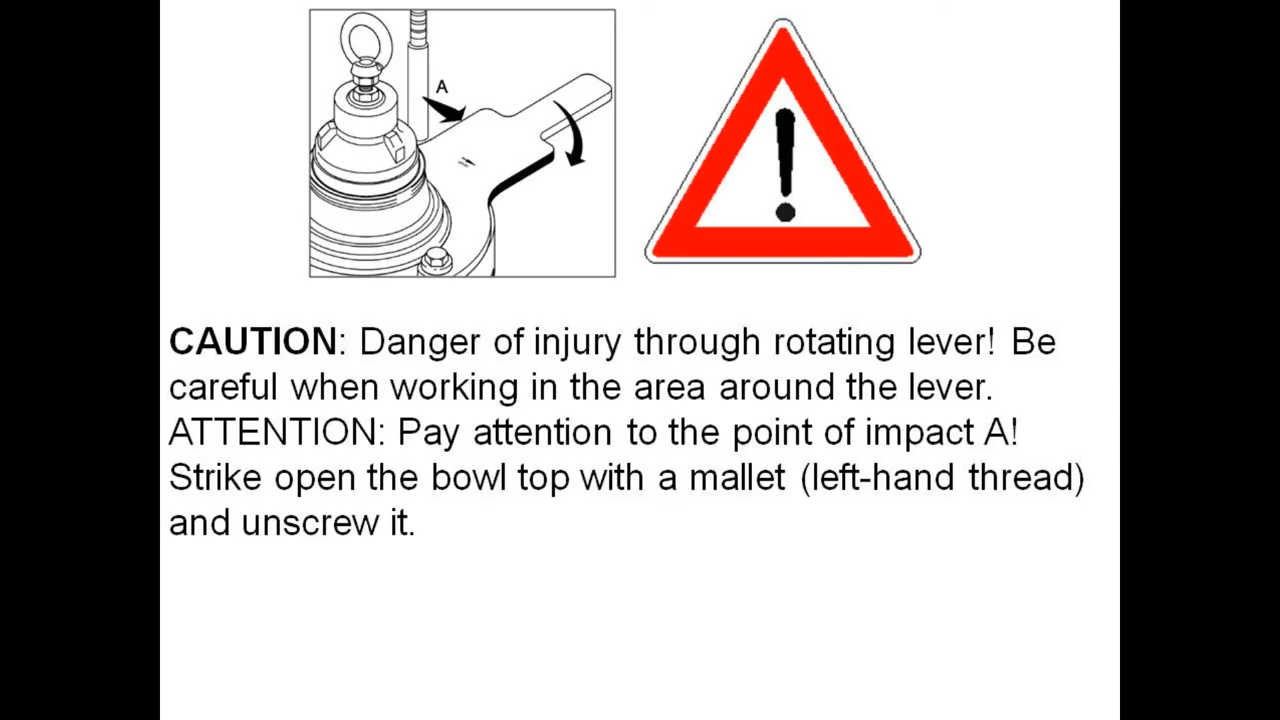 A
CAUTION: Danger of injury through rotating lever! Be
careful when working in the area around the lever.
ATTENTION: Pay attention to the point of impact A!
Strike open the bowl top with a mallet (left-hand thread)
and unscrew it.